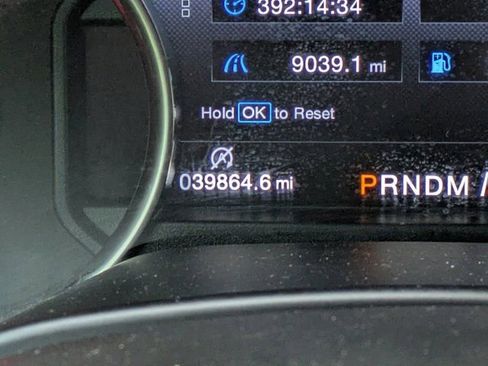 392:14:34
9039.1 mi
Hold OK to Reset
039864.6 mi
PRNDM /